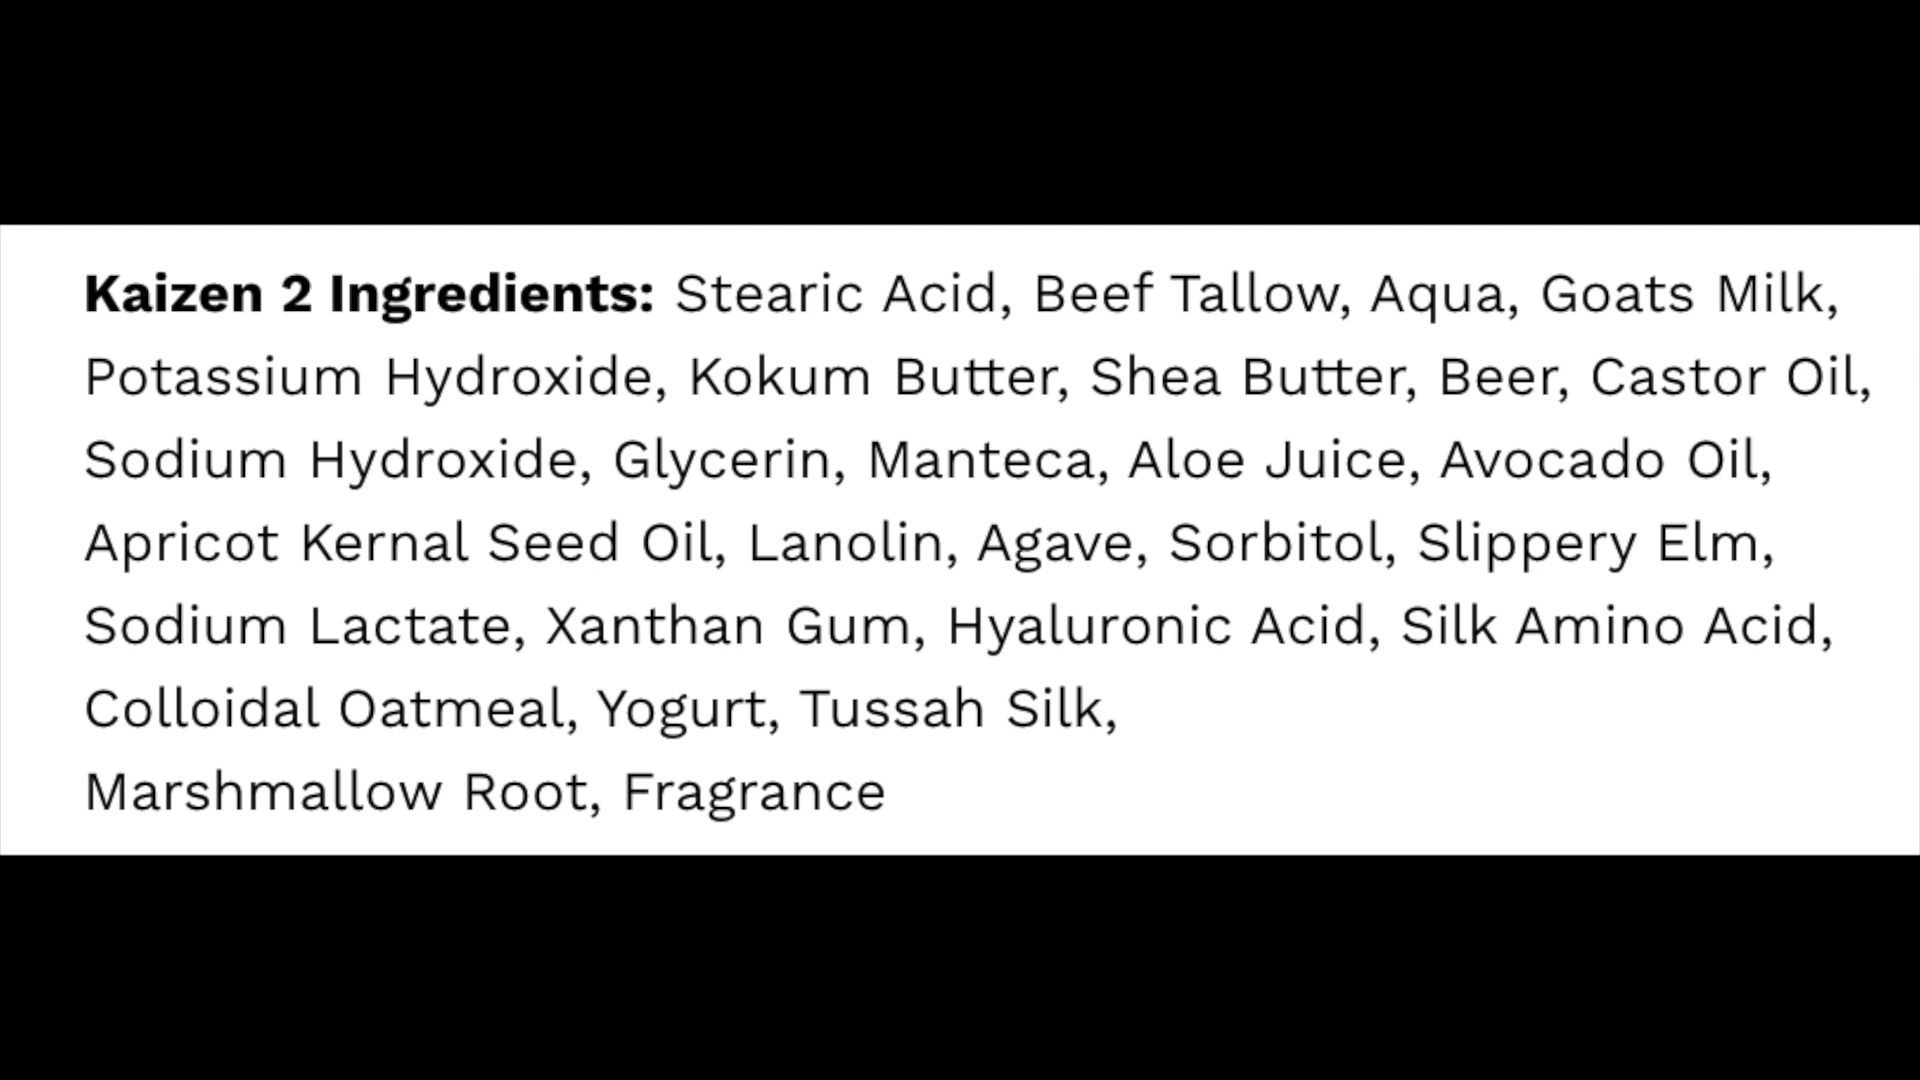 Kaizen 2 Ingredients: Stearic Acid, Beef Tallow, Aqua, Goats Milk,
Potassium Hydroxide, Kokum Butter, Shea Butter, Beer, Castor Oil,
Sodium Hydroxide, Glycerin, Manteca, Aloe Juice, Avocado Oil,
Apricot Kernal Seed Oil, Lanolin, Agave, Sorbitol, Slippery Elm,
Sodium Lactate, Xanthan Gum, Hyaluronic Acid, Silk Amino Acid,
Colloidal Oatmeal, Yogurt, Tussah Silk,
Marshmallow Root, Fragrance